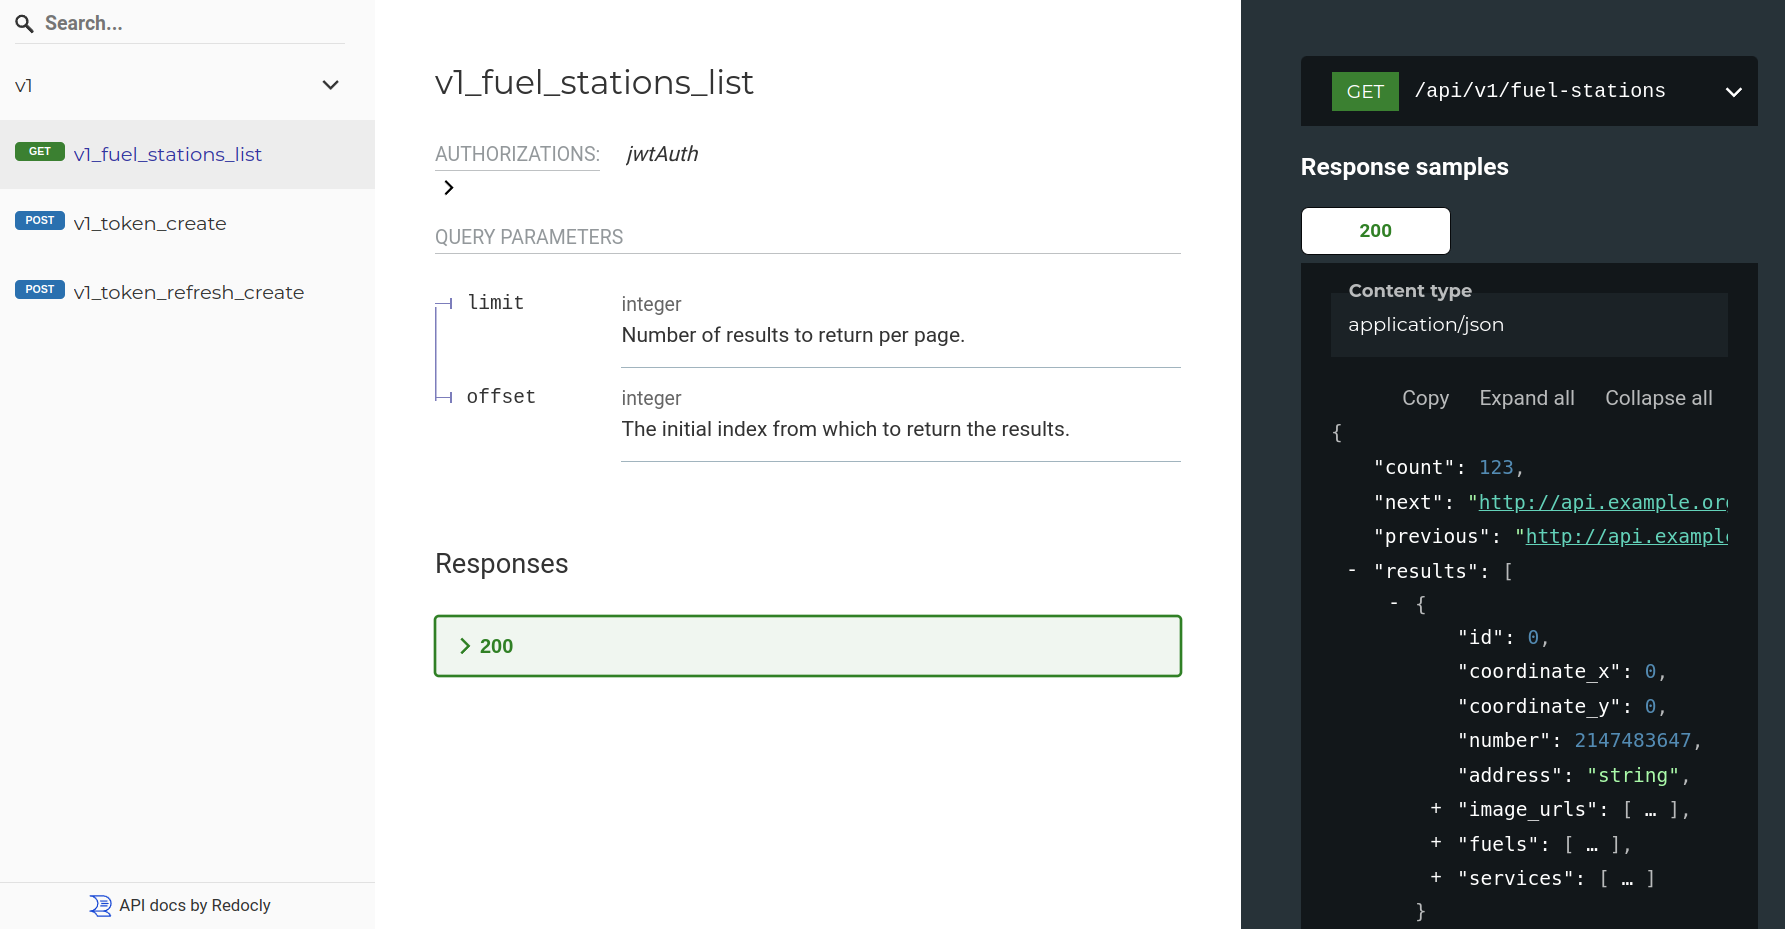 Search...
v1
GET v1_fuel_stations_list
POST v1_token_create
POST v1_token_refresh_create
API docs by Redocly
v1_fuel_stations_list
AUTHORIZATIONS: jwtAuth
QUERY PARAMETERS
limit
integer
Number of results to return per page.
offset
integer
The initial index from which to return the results.
Responses
200
GET /api/v1/fuel-stations
Response samples
200
Content type
application/json
Copy Expand all Collapse all
{
"count": 123,
"next": "http://api.example.org
"previous": "http://api.example
- "results": [
- {
"id": 0,
"coordinate_x": 0,
"coordinate_y": 0,
"number": 2147483647,
"address": "string",
+ "image_urls": [ … ],
+ "fuels": [ … ],
+ "services": [ … ]
}